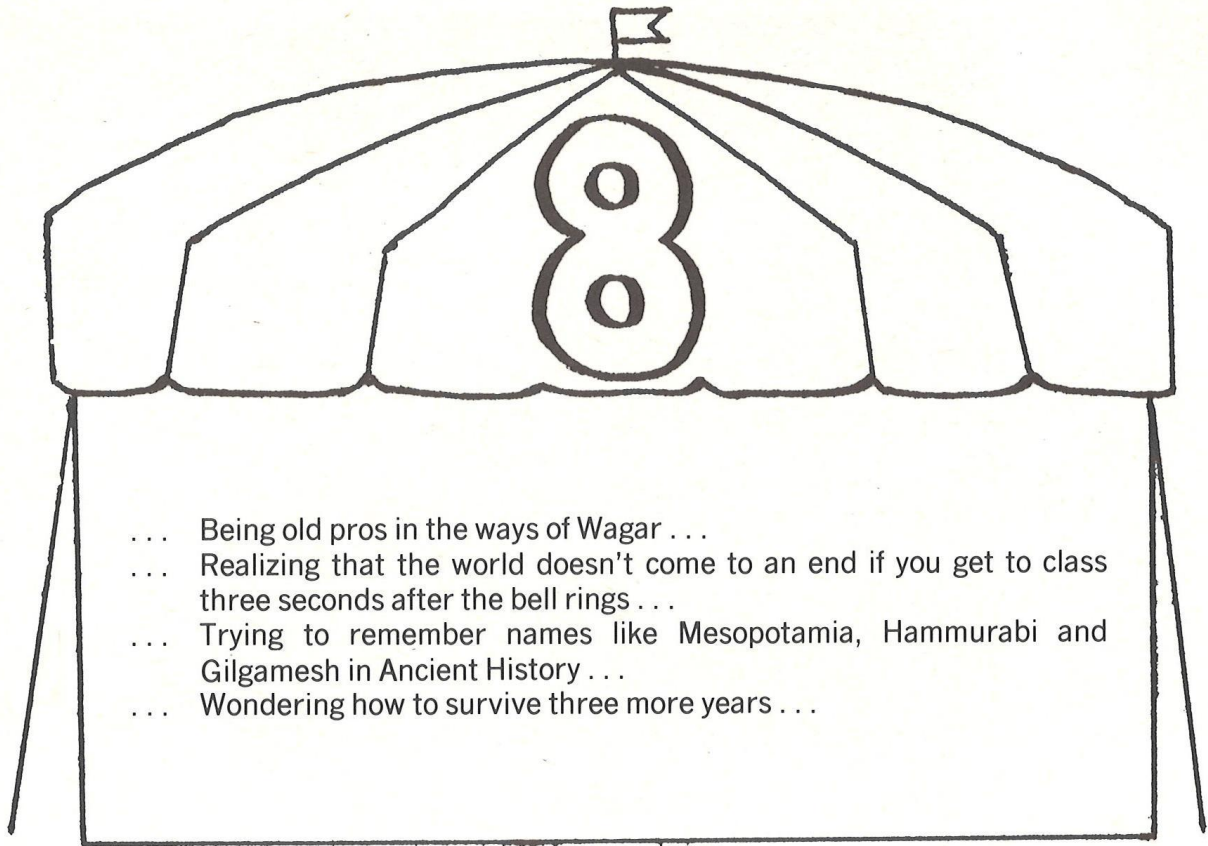 8
... Being old pros in the ways of Wagar ...
... Realizing that the world doesn't come to an end if you get to class
three seconds after the bell rings ...
... Trying to remember names like Mesopotamia, Hammurabi and
Gilgamesh in Ancient History ...
... Wondering how to survive three more years ...